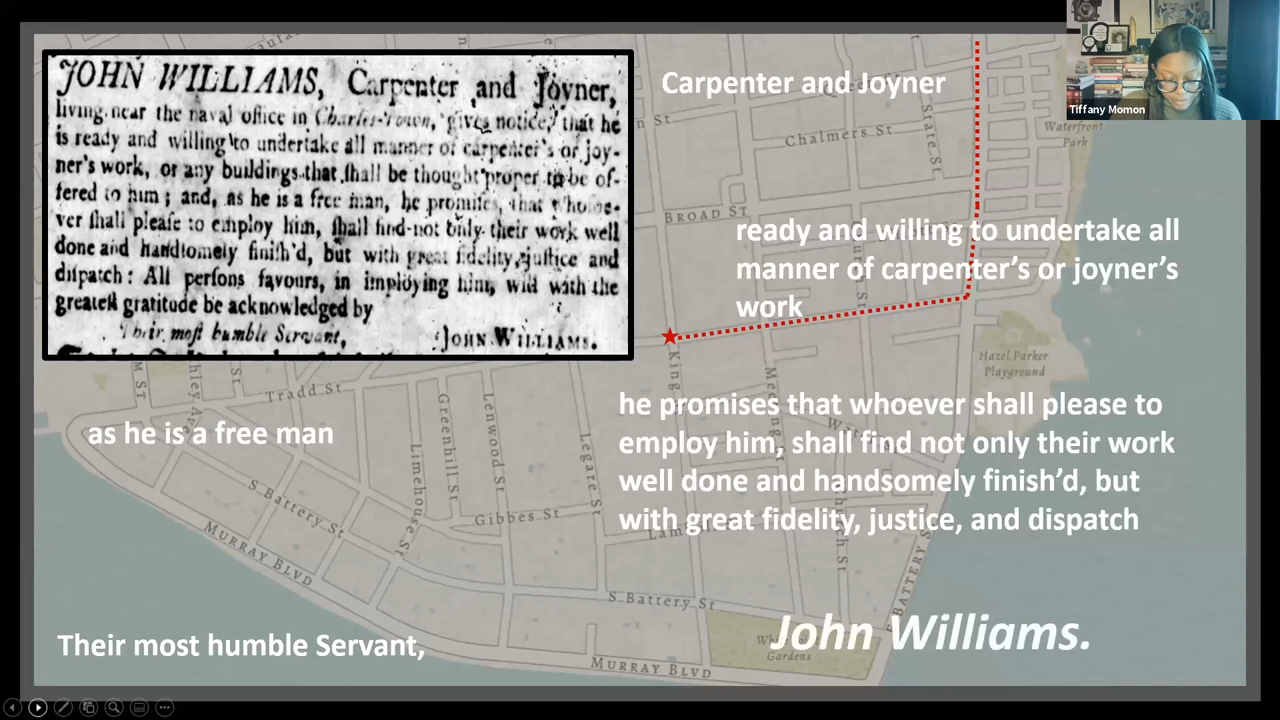 JOHN WILLIAMS, Carpenter and Joyner,
living near the naval office in Charles-Town, gives notice, that he
is ready and willing to undertake all manner of carpenter's or joy-
ner's work, or any buildings that shall be thought proper to be of-
fered to him; and, as he is a free man, he promises, that whoe-
ver shall please to employ him, shall find not only their work well
done and handsomely finish'd, but with great fidelity, justice and
dispatch: All persons favours, in imploying him, will with the
greatest gratitude be acknowledged by
Their most humble Servant,
JOHN WILLIAMS.
Carpenter and Joyner
Tiffany Momon
ready and willing to undertake all
manner of carpenter's or joyner's
work
he promises that whoever shall please to
employ him, shall find not only their work
well done and handsomely finish'd, but
with great fidelity, justice, and dispatch
as he is a free man
Their most humble Servant,
John Williams.
Chalmers St
State St
Waterfront
Park
BROAD ST
King
Hazel Parker
Playground
Tradd St
Greenhill St
Lenwood St
Legare St
Limehouse St
Gibbes St
S Battery St
MURRAY BLVD
S Battery St
MURRAY BLVD
E BATTERY S
Gardens